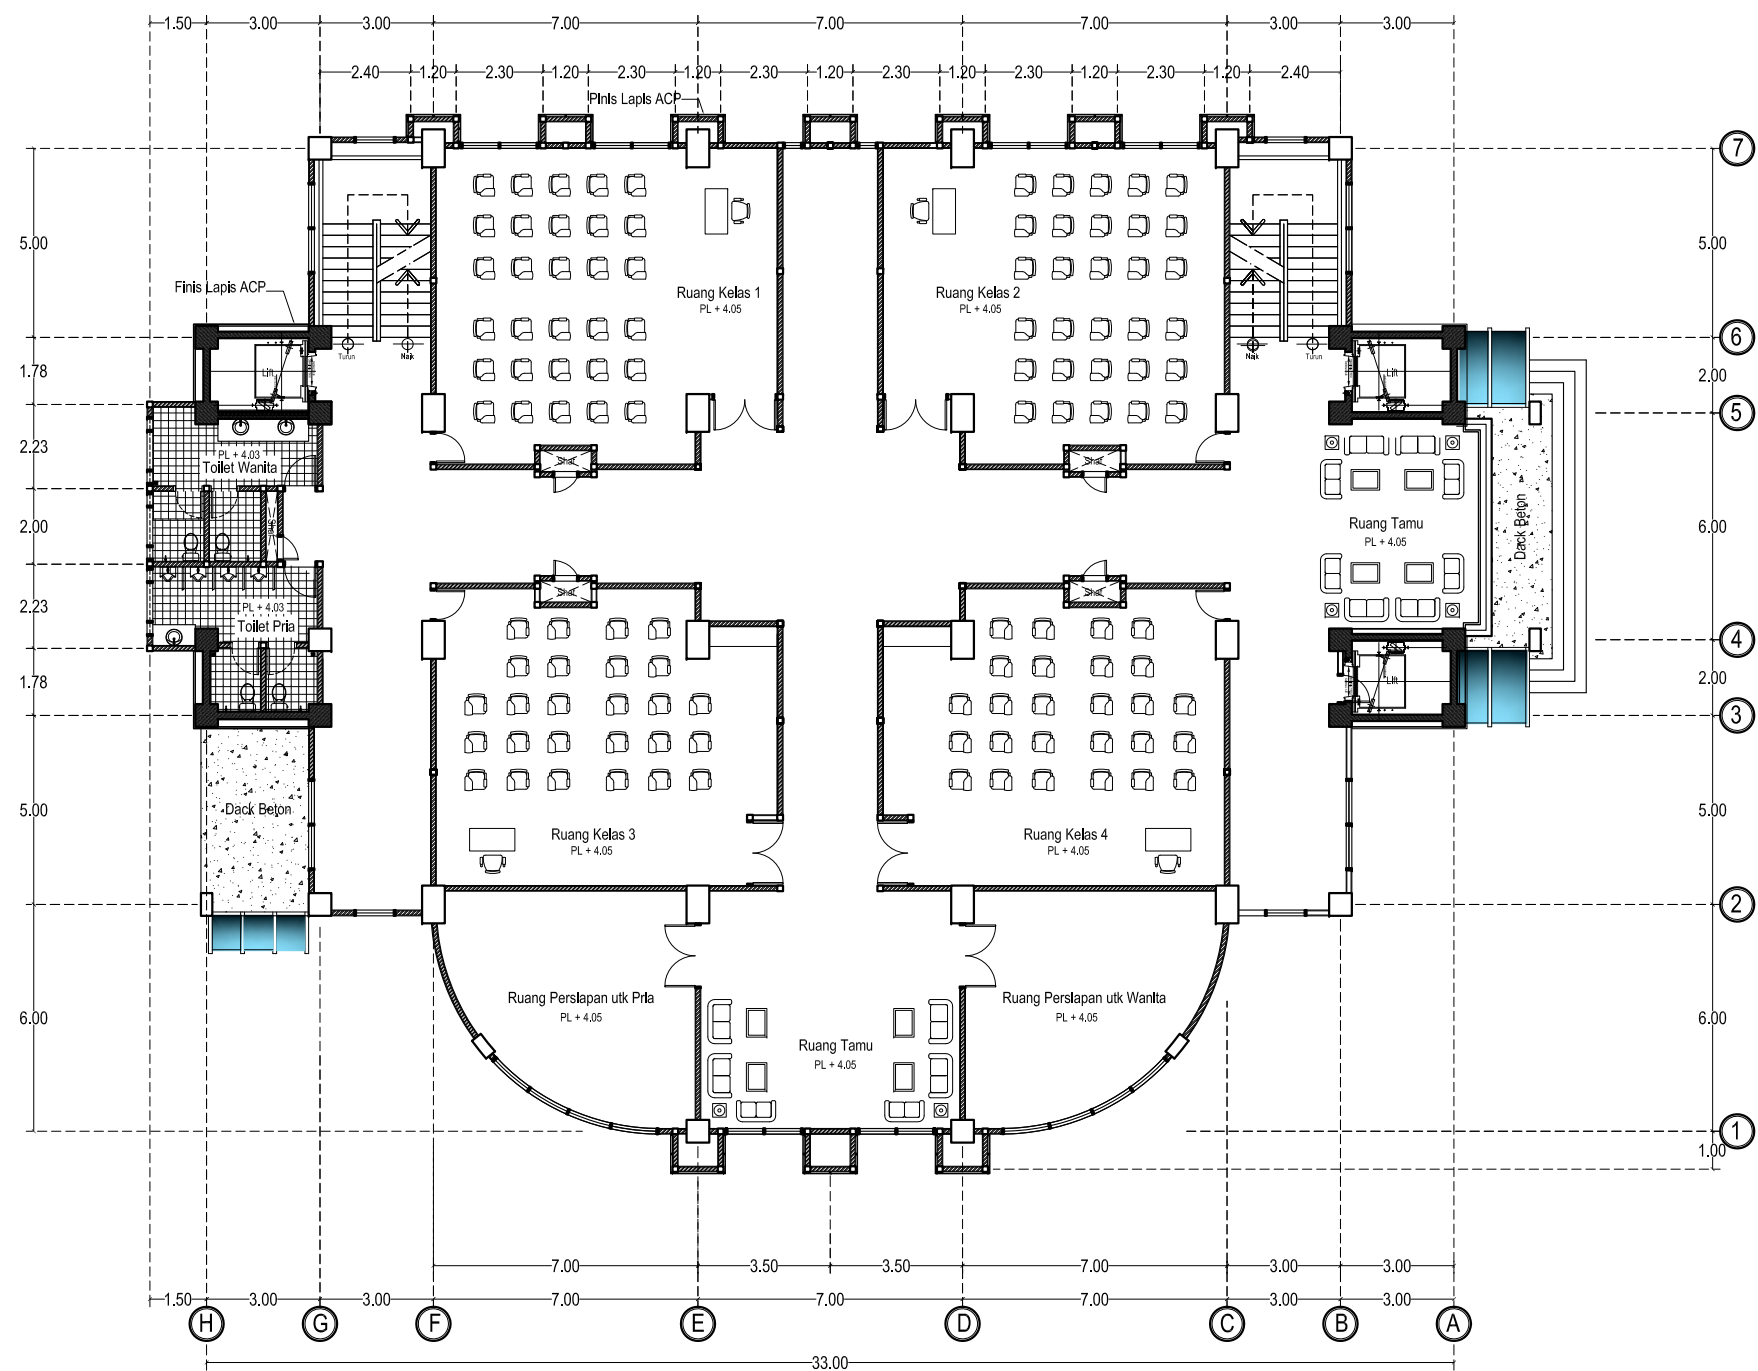 1.50 3.00 3.00 7.00 7.00 7.00 3.00 3.00
2.40 1.20 2.30 1.20 2.30 1.20 2.30 1.20 2.30 1.20 2.30 1.20 2.30 1.20 2.40
Pinis Lapis ACP
7
5.00
5.00
Finis Lapis ACP
Ruang Kelas 1
PL + 4.05
Ruang Kelas 2
PL + 4.05
6
Turun
Naik
Naik
Turun
1.78
Lift
Lift
2.00
5
2.23
PL + 4.03
Toilet Wanita
Shaf
Shaf
2.00
Shaf
Ruang Tamu
PL + 4.05
Dack Beton
6.00
Shaf
Shaf
2.23
PL + 4.03
Toilet Pria
4
1.78
Lift
2.00
3
5.00
Dack Beton
5.00
Ruang Kelas 3
PL + 4.05
Ruang Kelas 4
PL + 4.05
2
6.00
Ruang Persiapan utk Pria
PL + 4.05
Ruang Persiapan utk Wanita
PL + 4.05
6.00
Ruang Tamu
PL + 4.05
1
1.00
7.00 3.50 3.50 7.00 3.00 3.00
1.50 3.00 3.00 7.00 7.00 7.00 3.00 3.00
H G F E D C B A
33.00